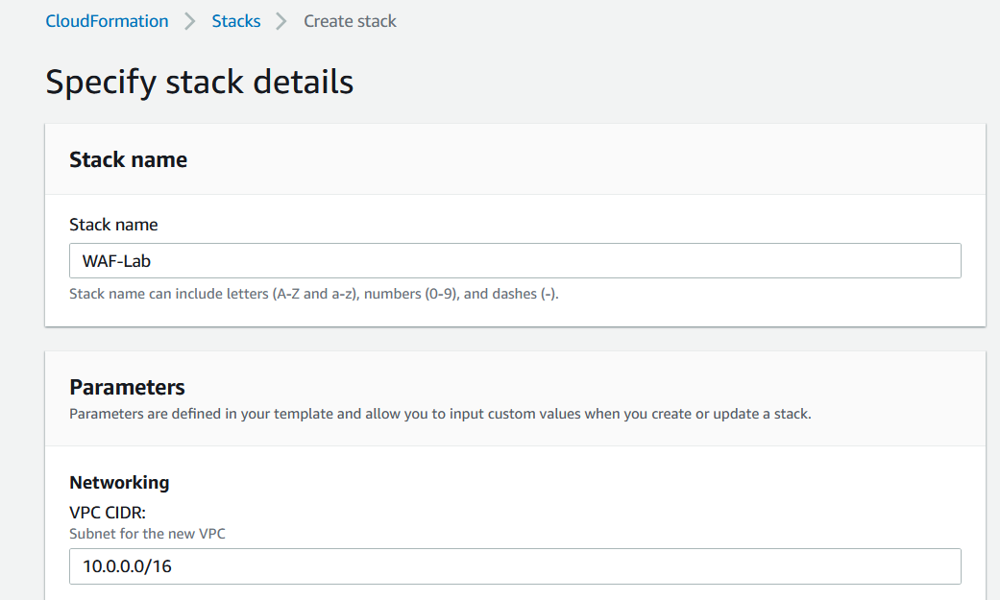 CloudFormation > Stacks > Create stack
Specify stack details
Stack name
Stack name
WAF-Lab
Stack name can include letters (A-Z and a-z), numbers (0-9), and dashes (-).
Parameters
Parameters are defined in your template and allow you to input custom values when you create or update a stack.
Networking
VPC CIDR:
Subnet for the new VPC
10.0.0.0/16